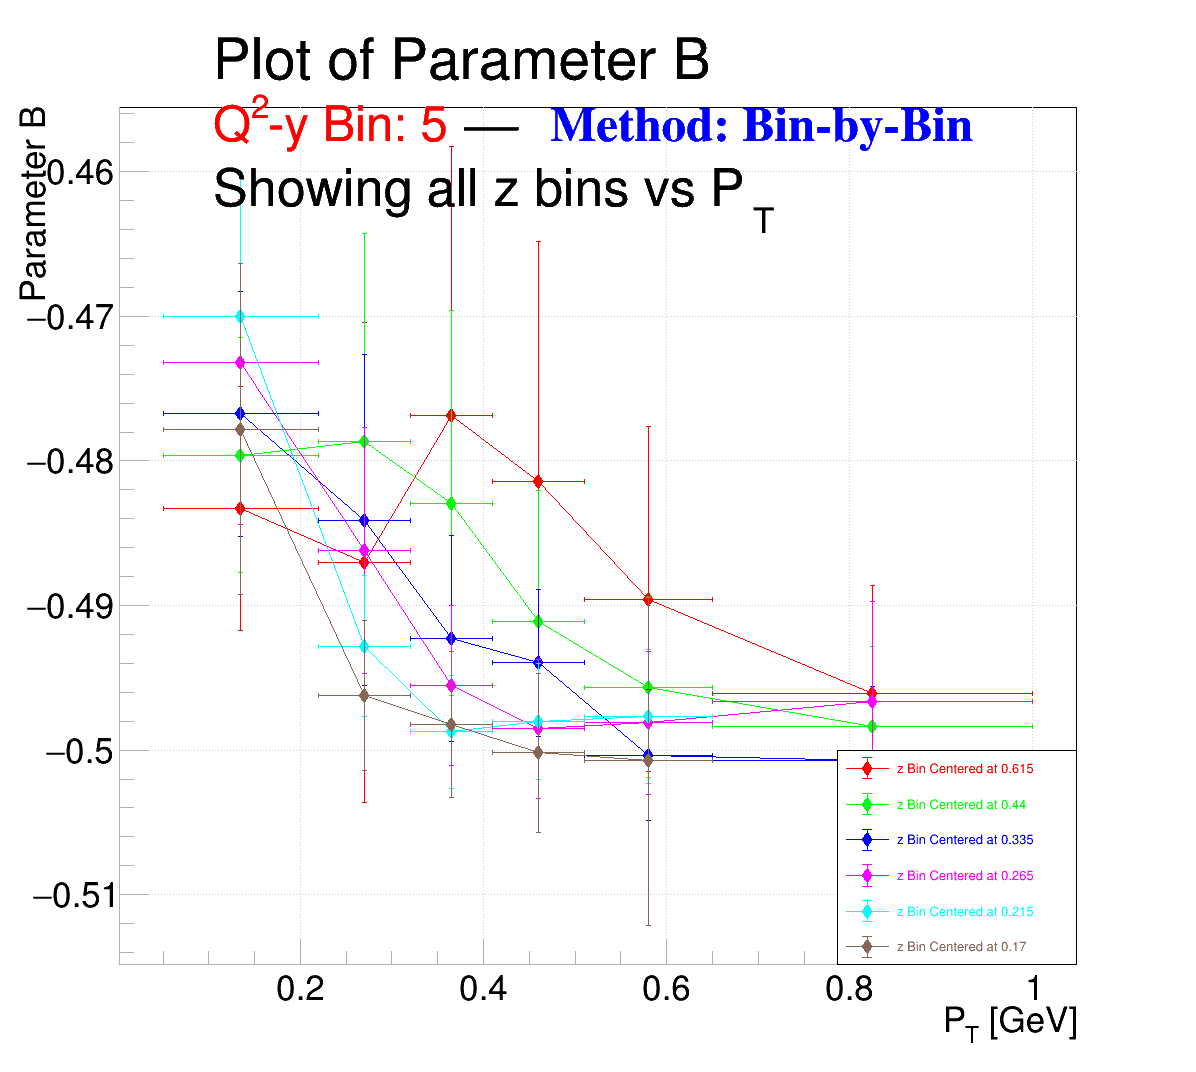 Plot of Parameter B
Q²-y Bin: 5 — Method: Bin-by-Bin
Showing all z bins vs P_T
Parameter B
−0.46
−0.47
−0.48
−0.49
−0.5
−0.51
z Bin Centered at 0.615
z Bin Centered at 0.44
z Bin Centered at 0.335
z Bin Centered at 0.265
z Bin Centered at 0.215
z Bin Centered at 0.17
0.2 0.4 0.6 0.8 1
P_T [GeV]